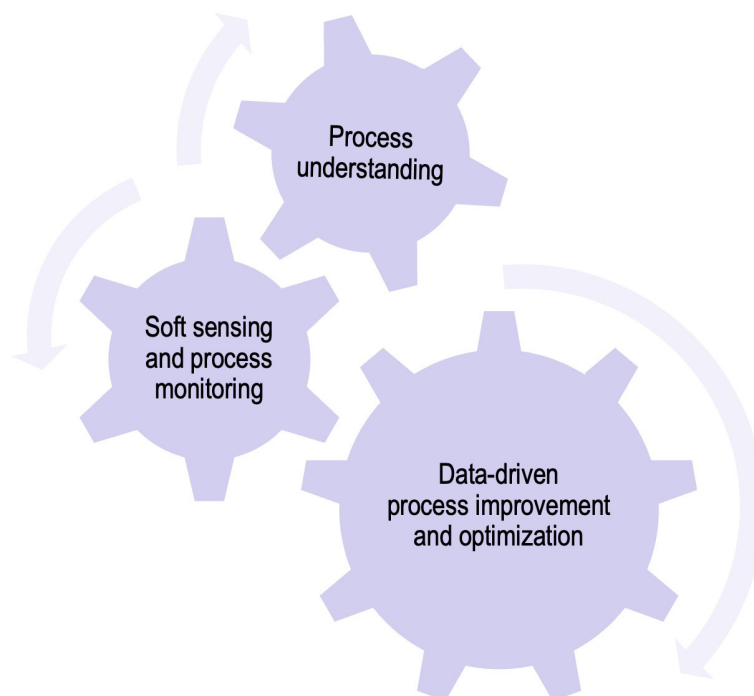 Process
understanding
Soft sensing
and process
monitoring
Data-driven
process improvement
and optimization